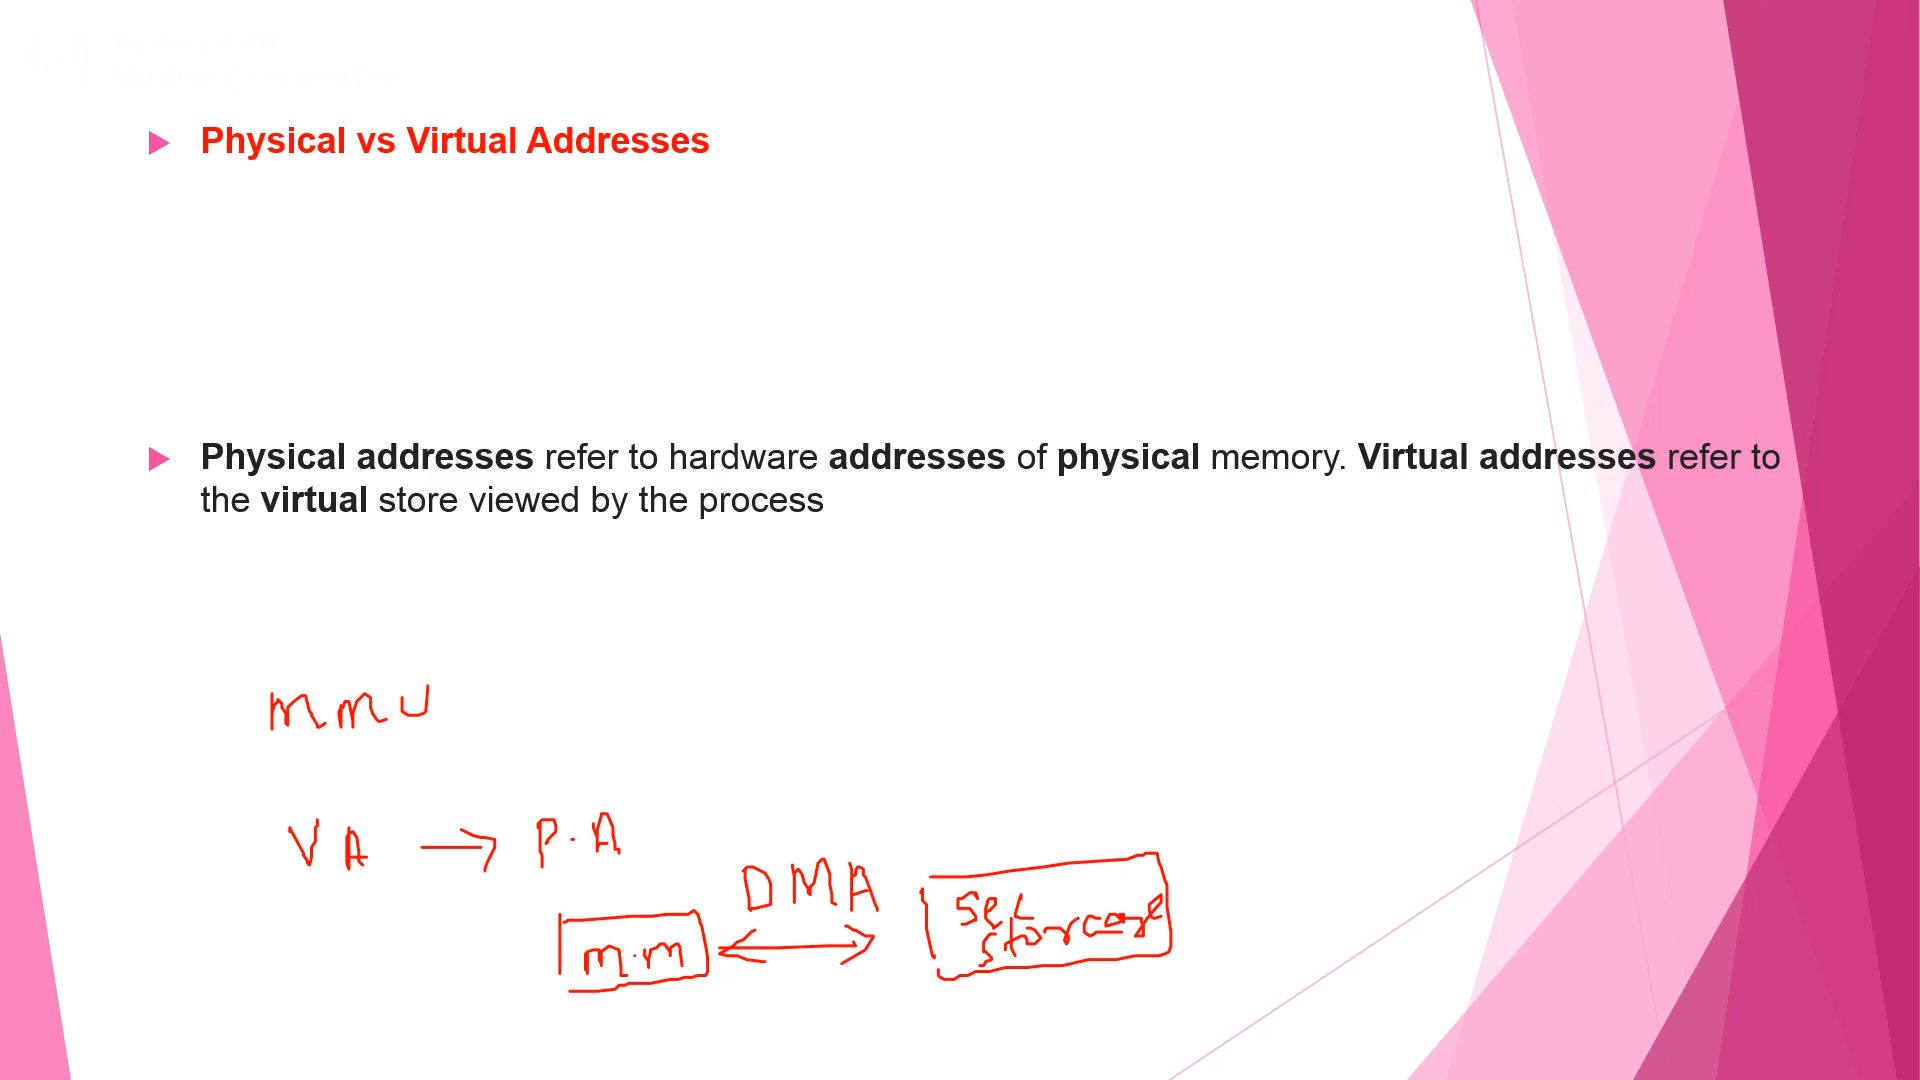 Physical vs Virtual Addresses
Physical addresses refer to hardware addresses of physical memory. Virtual addresses refer to
the virtual store viewed by the process
MMU
VA → P.A
DMA
m.m
Sec